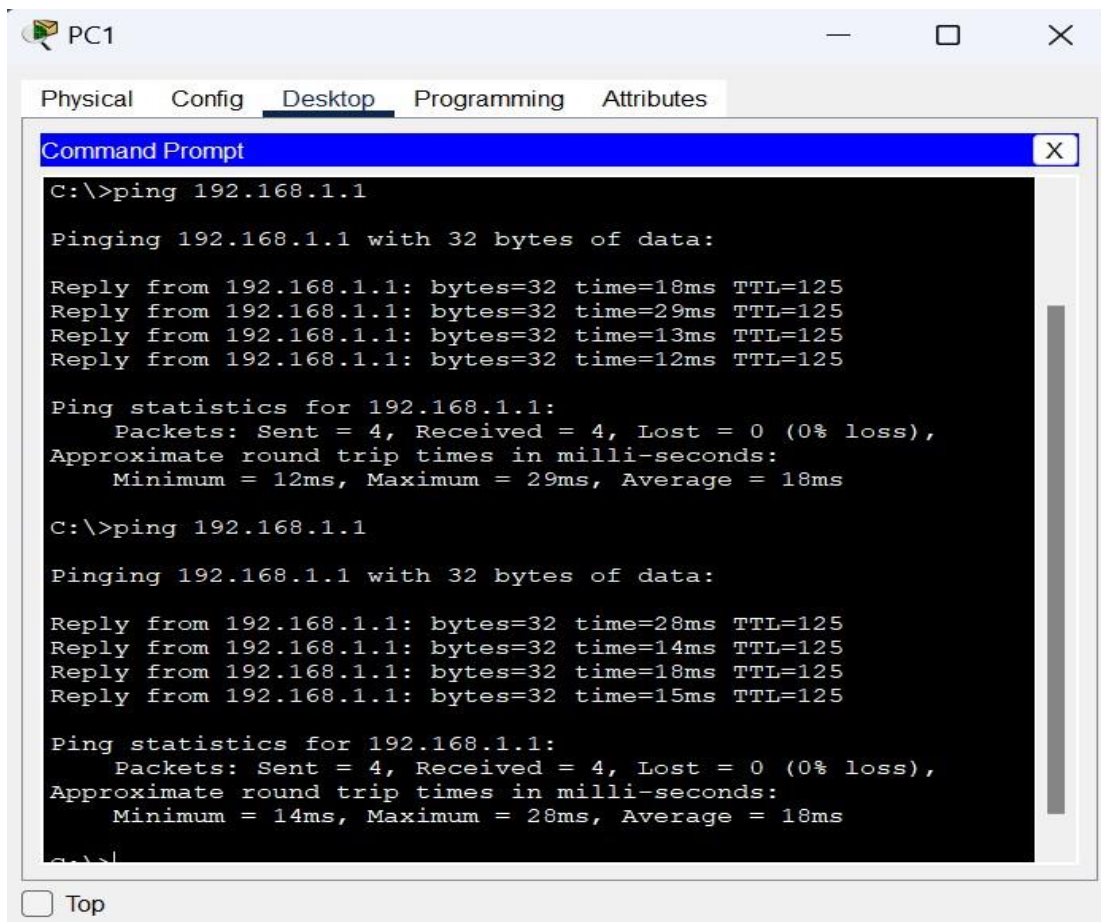 PC1
Physical Config Desktop Programming Attributes
Command Prompt X
C:\>ping 192.168.1.1
Pinging 192.168.1.1 with 32 bytes of data:
Reply from 192.168.1.1: bytes=32 time=18ms TTL=125
Reply from 192.168.1.1: bytes=32 time=29ms TTL=125
Reply from 192.168.1.1: bytes=32 time=13ms TTL=125
Reply from 192.168.1.1: bytes=32 time=12ms TTL=125
Ping statistics for 192.168.1.1:
Packets: Sent = 4, Received = 4, Lost = 0 (0% loss),
Approximate round trip times in milli-seconds:
Minimum = 12ms, Maximum = 29ms, Average = 18ms
C:\>ping 192.168.1.1
Pinging 192.168.1.1 with 32 bytes of data:
Reply from 192.168.1.1: bytes=32 time=28ms TTL=125
Reply from 192.168.1.1: bytes=32 time=14ms TTL=125
Reply from 192.168.1.1: bytes=32 time=18ms TTL=125
Reply from 192.168.1.1: bytes=32 time=15ms TTL=125
Ping statistics for 192.168.1.1:
Packets: Sent = 4, Received = 4, Lost = 0 (0% loss),
Approximate round trip times in milli-seconds:
Minimum = 14ms, Maximum = 28ms, Average = 18ms
C:\>
Top